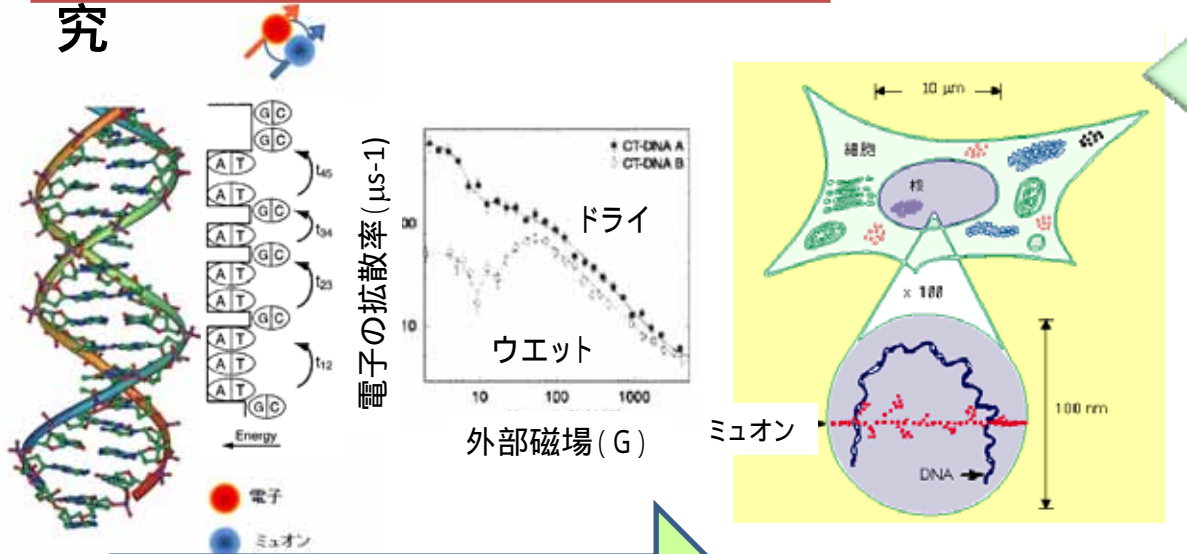 究
G C
G C
A T
t45
A T
G C
A T
t34
G C
A T
t23
A T
G C
A T
A T
t12
A T
G C
Energy
電子
ミュオン
電子の拡散率(μs-1)
CT-DNA A
CT-DNA B
ドライ
ウエット
00
10
10
100
1000
外部磁場(G)
10 μm
細胞
核
x 100
ミュオン
100 nm
DNA